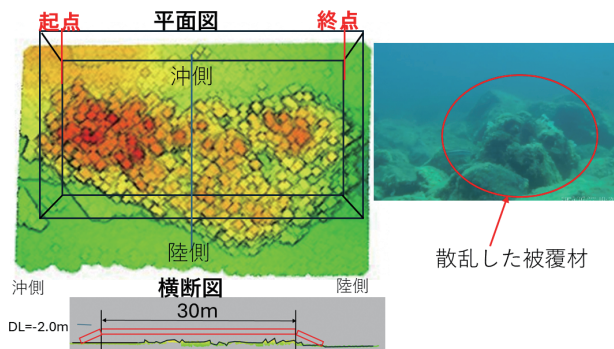 起点
平面図
終点
沖側
陸側
散乱した被覆材
沖側
横断図
陸側
30m
DL=-2.0m